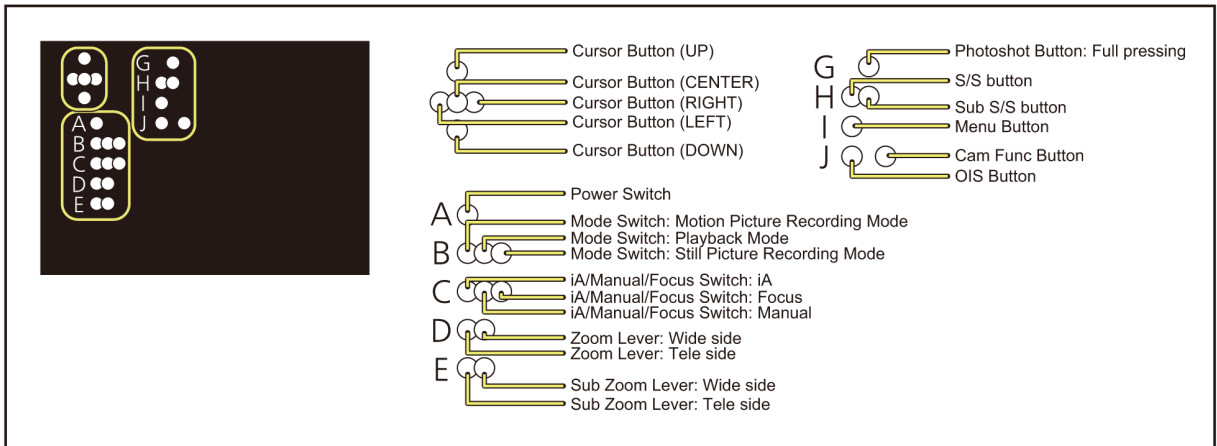 G
H
I
J
A
B
C
D
E
Cursor Button (UP)
Cursor Button (CENTER)
Cursor Button (RIGHT)
Cursor Button (LEFT)
Cursor Button (DOWN)
A
Power Switch
B
Mode Switch: Motion Picture Recording Mode
Mode Switch: Playback Mode
Mode Switch: Still Picture Recording Mode
C
iA/Manual/Focus Switch: iA
iA/Manual/Focus Switch: Focus
iA/Manual/Focus Switch: Manual
D
Zoom Lever: Wide side
Zoom Lever: Tele side
E
Sub Zoom Lever: Wide side
Sub Zoom Lever: Tele side
G
Photoshot Button: Full pressing
H
S/S button
Sub S/S button
I
Menu Button
J
Cam Func Button
OIS Button